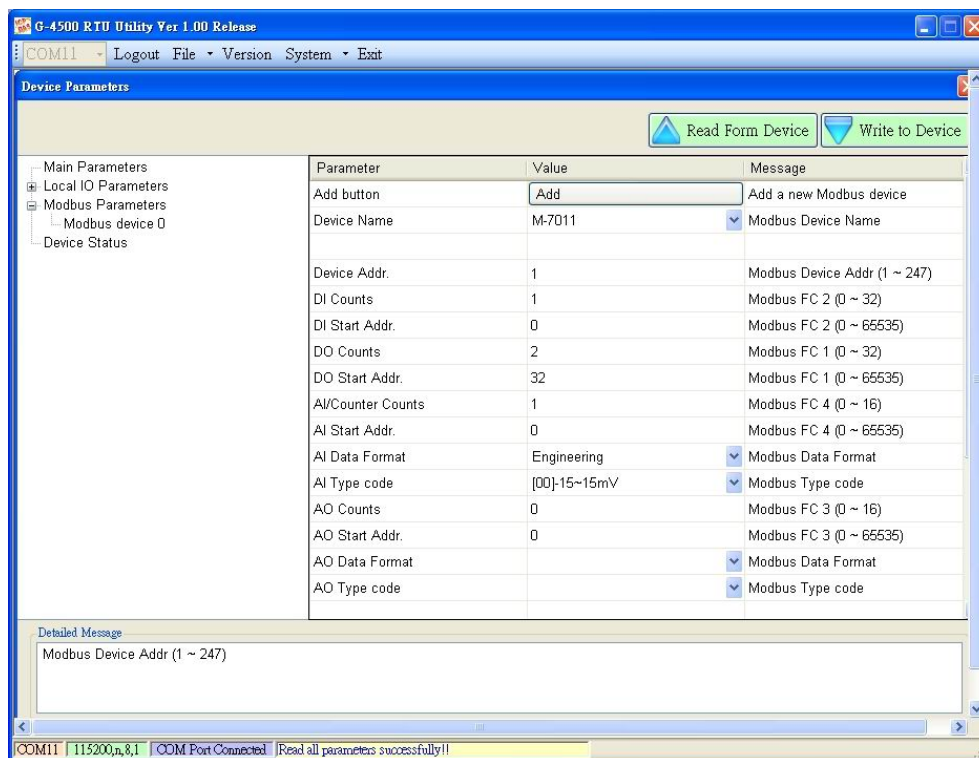 G-4500 RTU Utility Ver 1.00 Release
COM11 Logout File Version System Exit
Device Parameters
Read Form Device Write to Device
Main Parameters
Local IO Parameters
Modbus Parameters
Modbus device 0
Device Status
Parameter Value Message
Add button Add Add a new Modbus device
Device Name M-7011 Modbus Device Name
Device Addr. 1 Modbus Device Addr (1 ~ 247)
DI Counts 1 Modbus FC 2 (0 ~ 32)
DI Start Addr. 0 Modbus FC 2 (0 ~ 65535)
DO Counts 2 Modbus FC 1 (0 ~ 32)
DO Start Addr. 32 Modbus FC 1 (0 ~ 65535)
AI/Counter Counts 1 Modbus FC 4 (0 ~ 16)
AI Start Addr. 0 Modbus FC 4 (0 ~ 65535)
AI Data Format Engineering Modbus Data Format
AI Type code [00]-15~15mV Modbus Type code
AO Counts 0 Modbus FC 3 (0 ~ 16)
AO Start Addr. 0 Modbus FC 3 (0 ~ 65535)
AO Data Format Modbus Data Format
AO Type code Modbus Type code
Detailed Message
Modbus Device Addr (1 ~ 247)
COM11 115200,n,8,1 COM Port Connected Read all parameters successfully!!